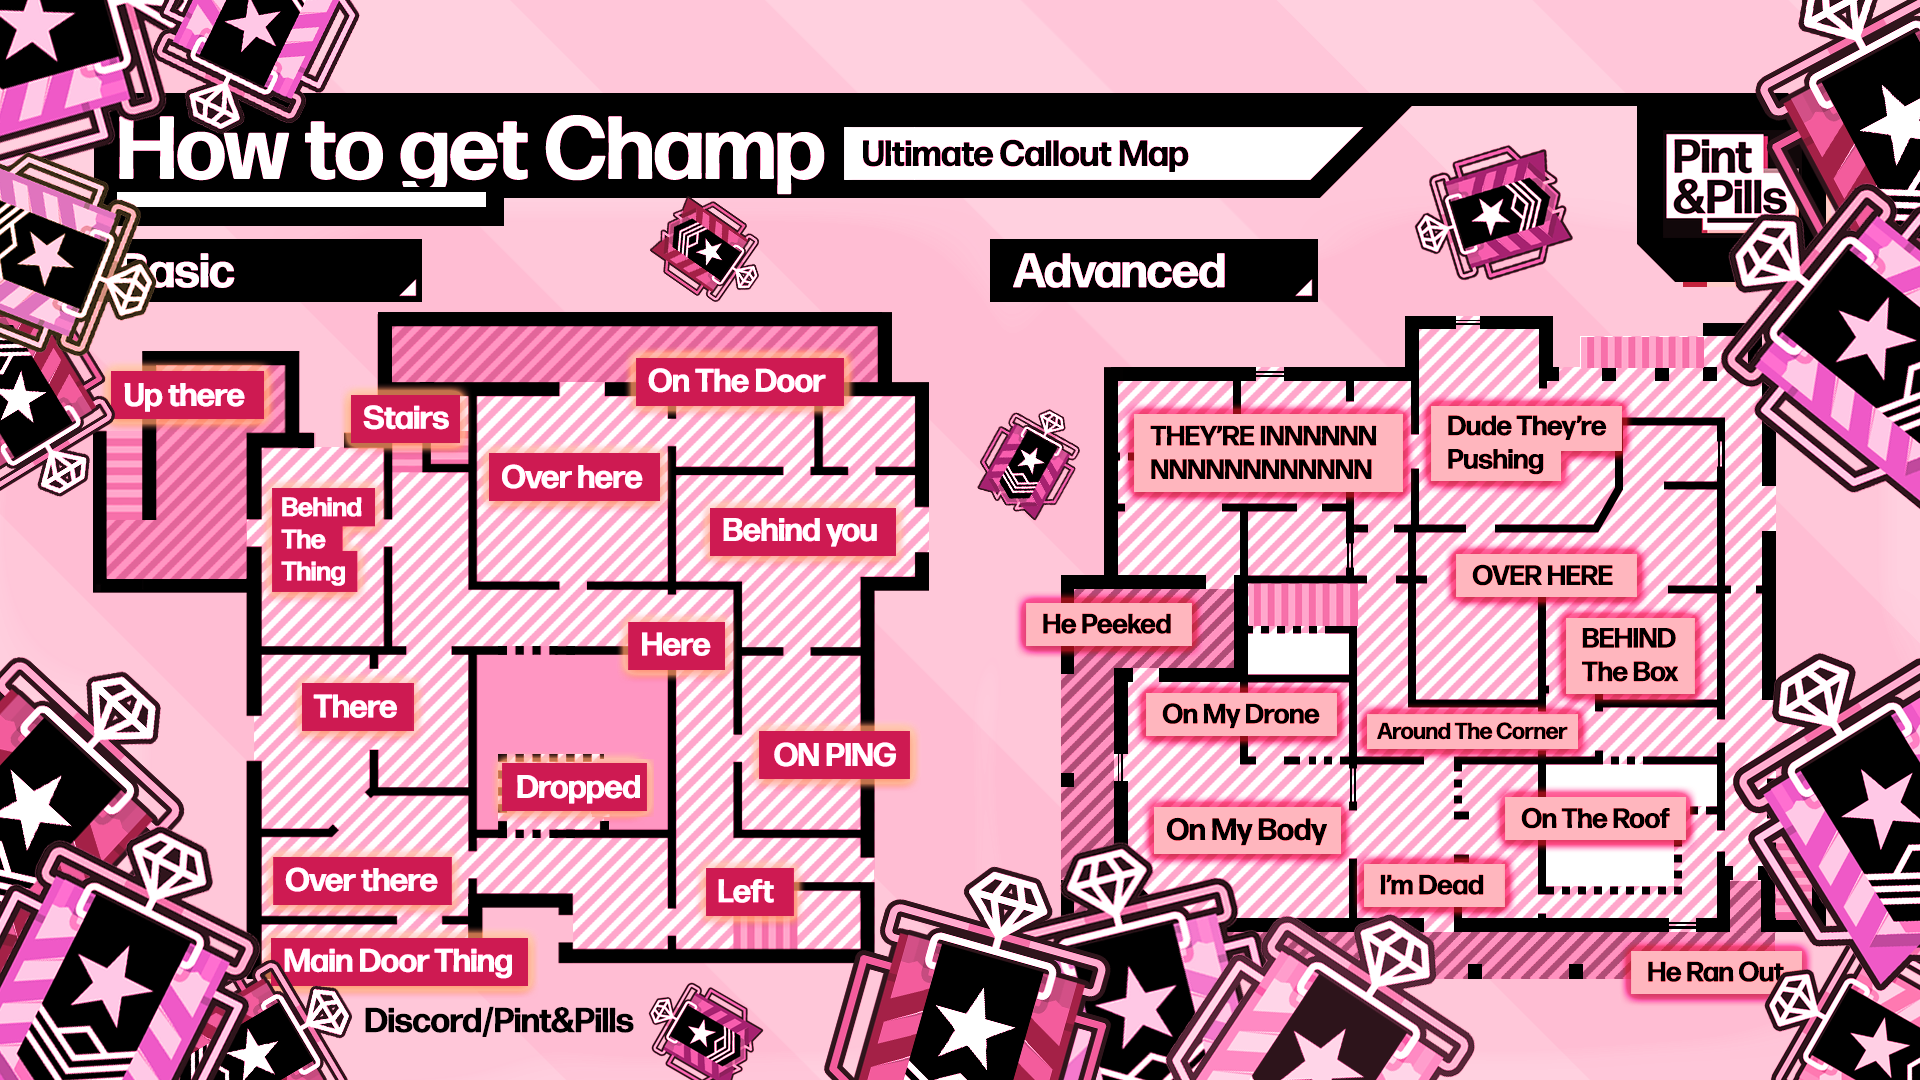 How to get Champ
Ultimate Callout Map
Pint
&Pills
Basic
Up there
Stairs
On The Door
Over here
Behind
The
Thing
Behind you
Here
There
ON PING
Dropped
Over there
Left
Main Door Thing
Discord/Pint&Pills
Advanced
THEY'RE INNNNNN
NNNNNNNNNNNN
Dude They're
Pushing
OVER HERE
He Peeked
BEHIND
The Box
On My Drone
Around The Corner
On My Body
On The Roof
I'm Dead
He Ran Out